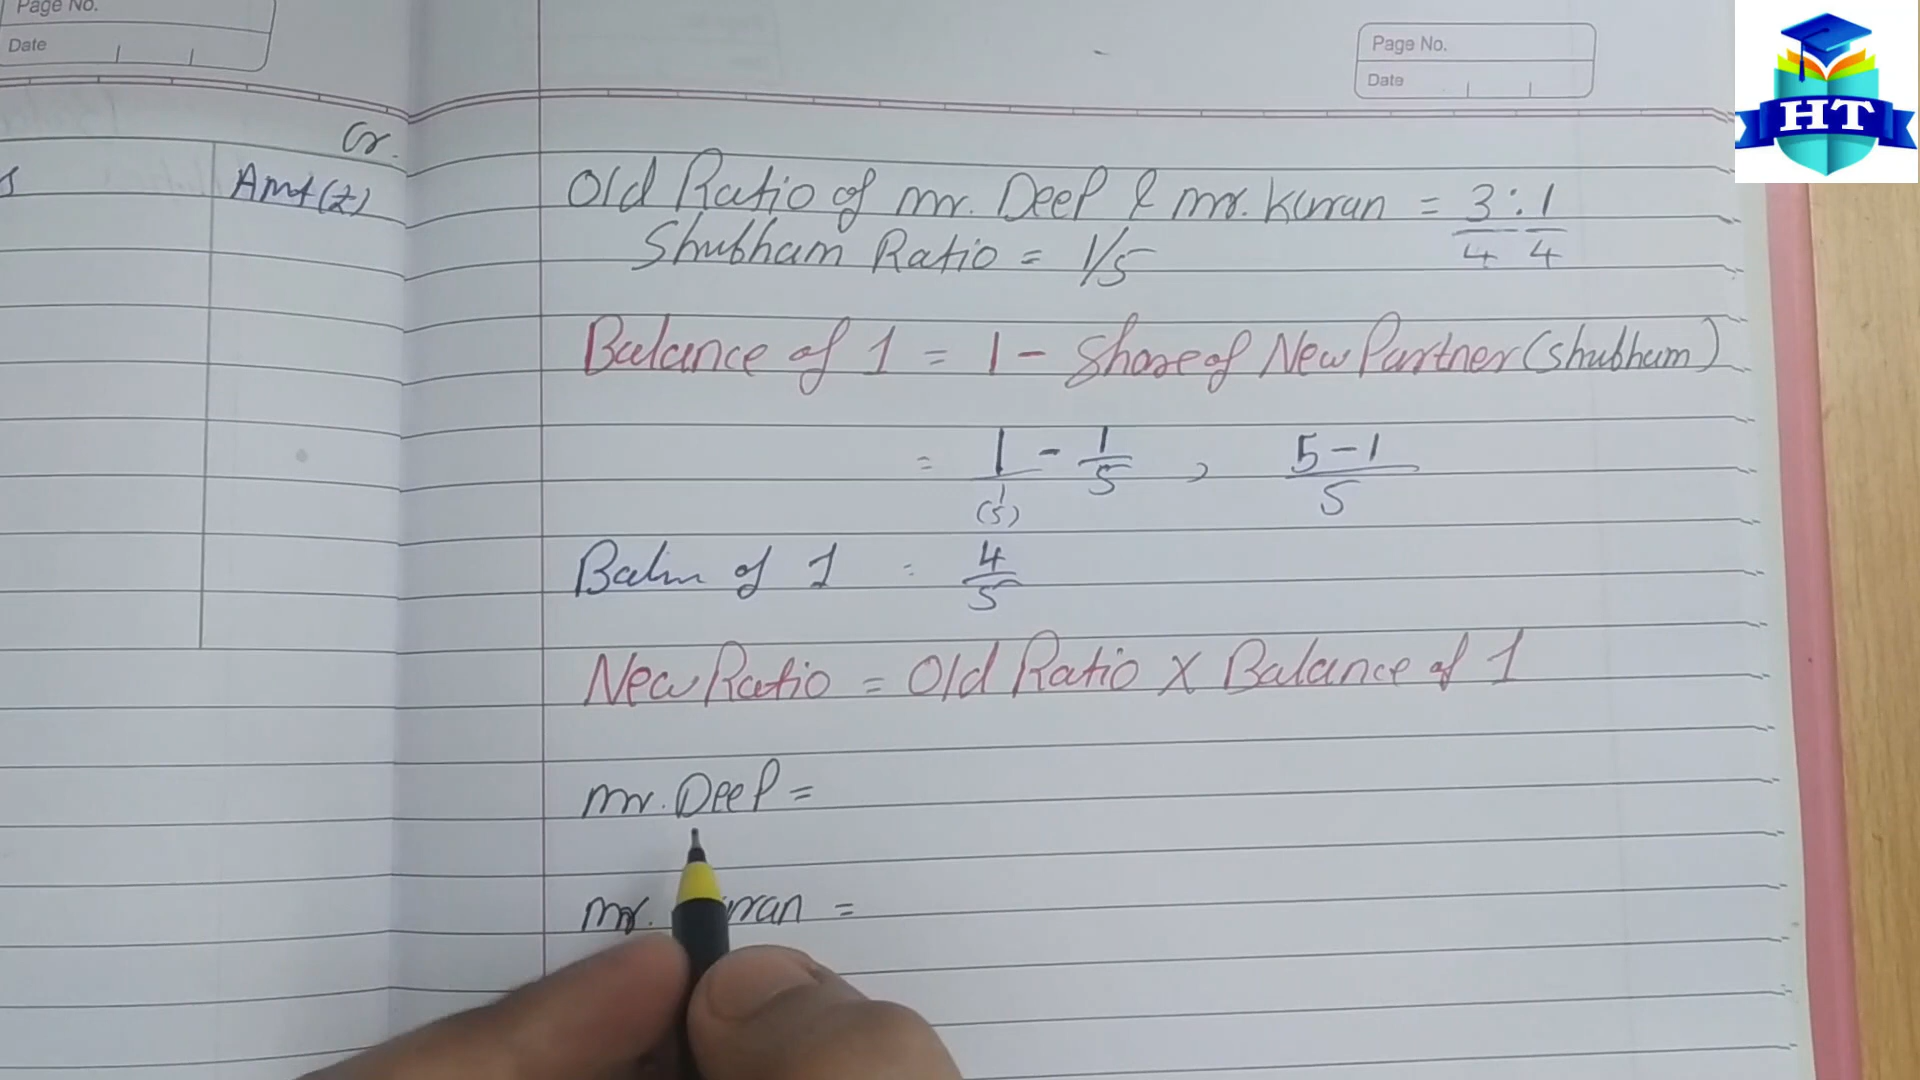 Page No.
Date
Cr.
Amt(₹)
Page No.
Date
HT
Old Ratio of mr. Deep & mr. Kurran = 3 : 1
4 4
Shubham Ratio = 1/5
Balance of 1 = 1 - Share of New Partner (Shubham)
= 1 - 1/5 , 5-1/5
1
(5)
of 1 = 4/5
New Ratio = Old Ratio X Balance of 1
mr. Deep =
mr. =